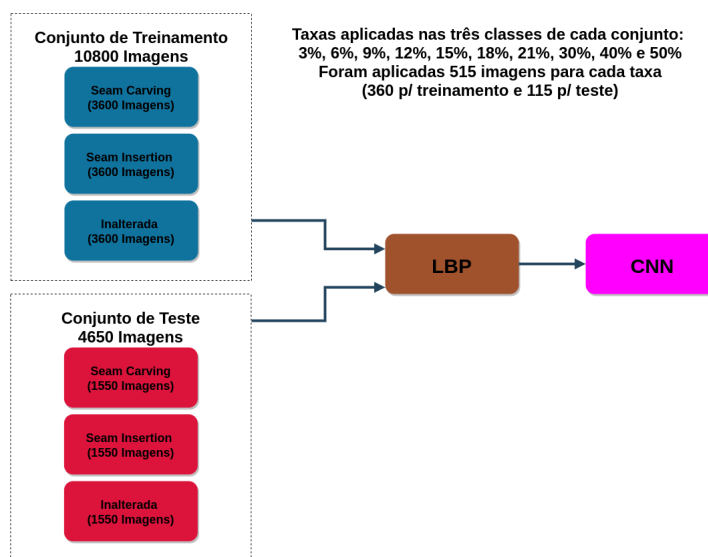 Conjunto de Treinamento
10800 Imagens
Seam Carving
(3600 Imagens)
Seam Insertion
(3600 Imagens)
Inalterada
(3600 Imagens)
Taxas aplicadas nas três classes de cada conjunto:
3%, 6%, 9%, 12%, 15%, 18%, 21%, 30%, 40% e 50%
Foram aplicadas 515 imagens para cada taxa
(360 p/ treinamento e 115 p/ teste)
LBP
CNN
Conjunto de Teste
4650 Imagens
Seam Carving
(1550 Imagens)
Seam Insertion
(1550 Imagens)
Inalterada
(1550 Imagens)